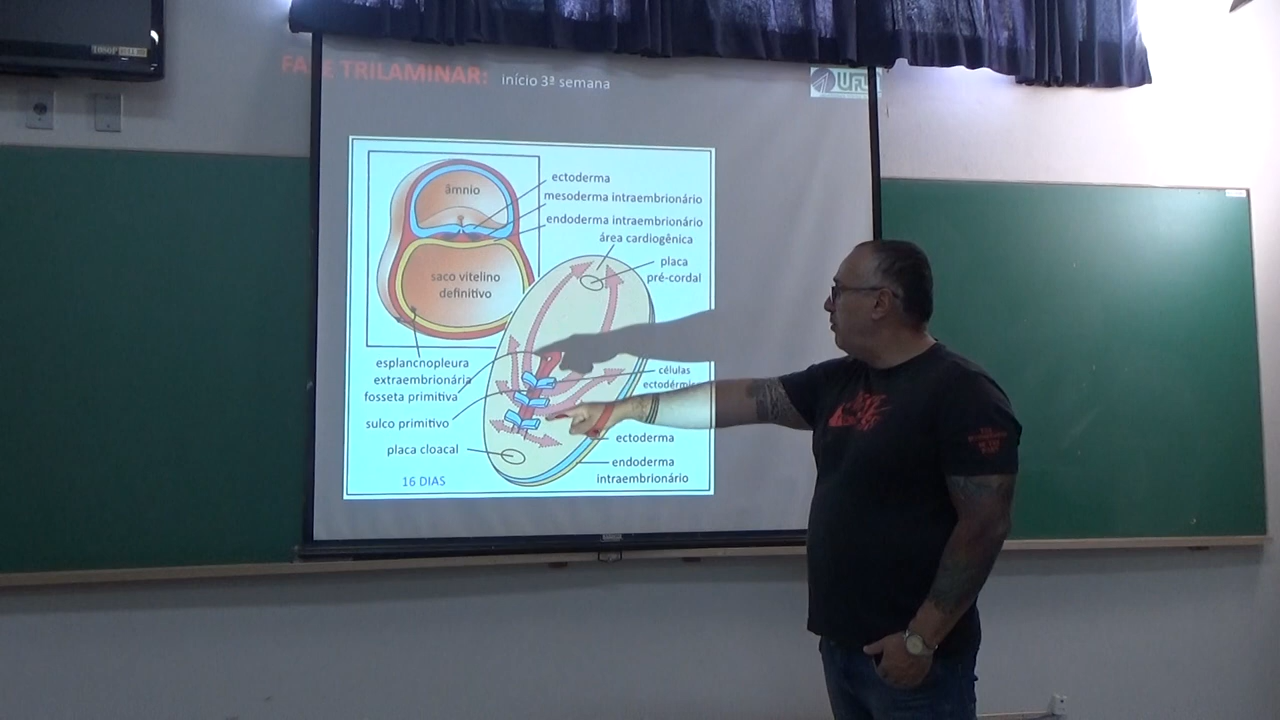 1080P
FASE TRILAMINAR: início 3ª semana
âmnio
saco vitelino
definitivo
ectoderma
mesoderma intraembrionário
endoderma intraembrionário
área cardiogênica
placa
pré-cordal
esplancnopleura
extraembrionária
fosseta primitiva
sulco primitivo
placa cloacal
16 DIAS
células
ectoderma
endoderma
intraembrionário